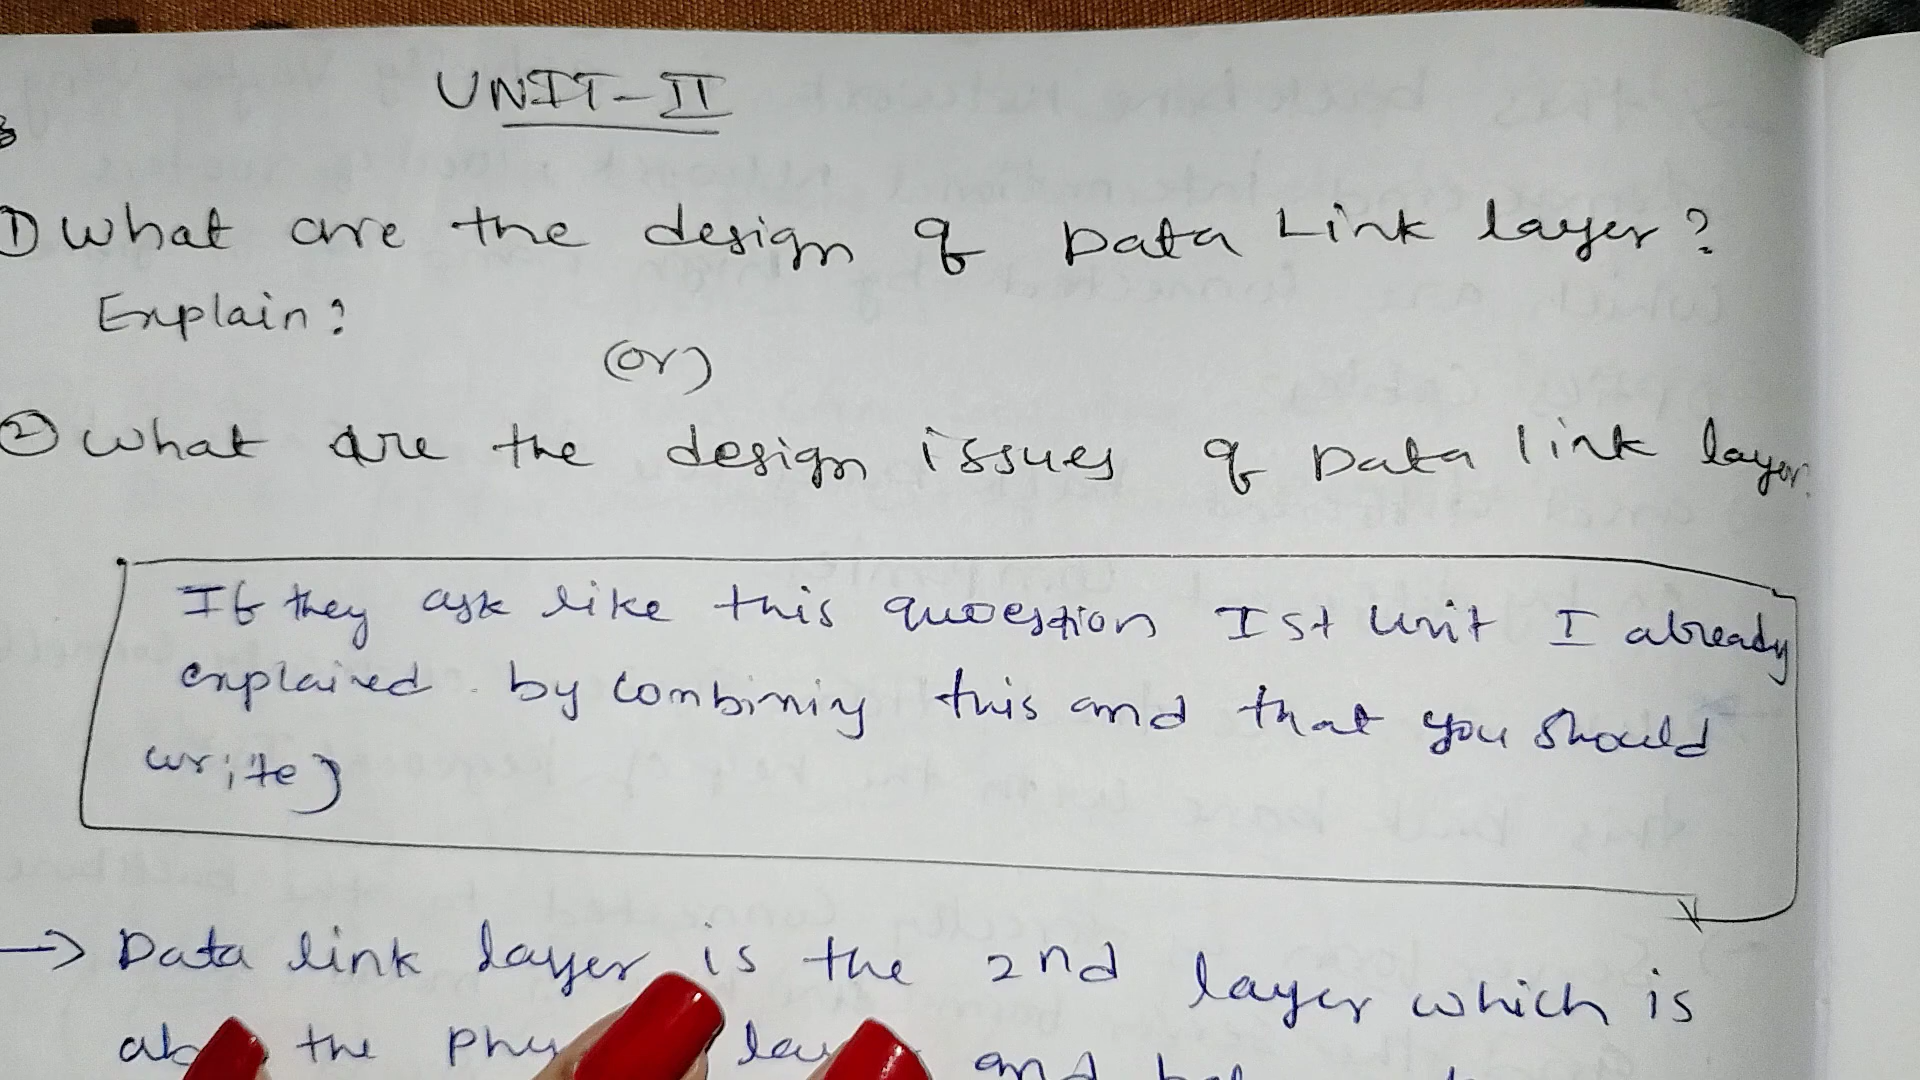 UNIT-II
1) What are the design of Data Link layer?
Explain?
(or)
2) What are the design issues of Data link layer.
If they ask like this quoestion Ist Unit I already
explained by combining this and that you should
write)
→ Data link layer is the 2nd layer which is
the and